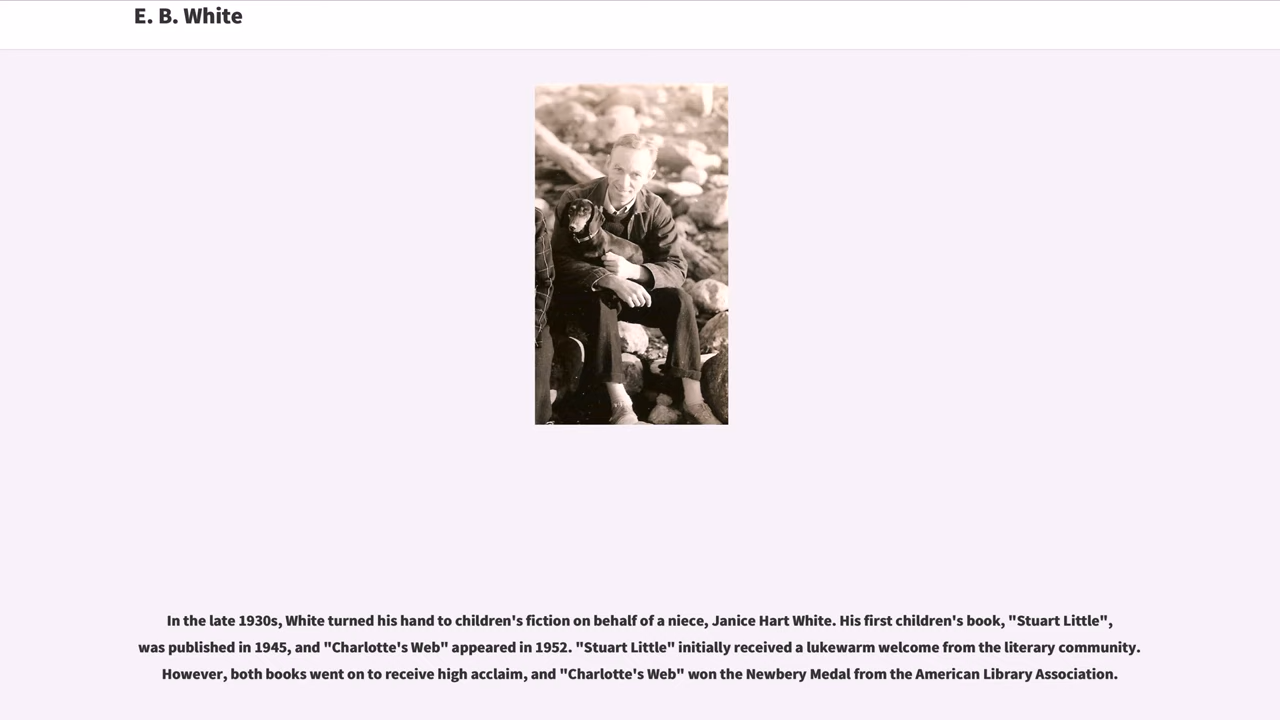 E. B. White
In the late 1930s, White turned his hand to children's fiction on behalf of a niece, Janice Hart White. His first children's book, "Stuart Little",
was published in 1945, and "Charlotte's Web" appeared in 1952. "Stuart Little" initially received a lukewarm welcome from the literary community.
However, both books went on to receive high acclaim, and "Charlotte's Web" won the Newbery Medal from the American Library Association.